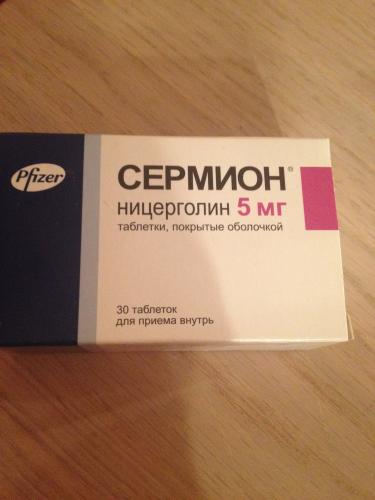 Pfizer
СЕРМИОН®
ницерголин 5 мг
таблетки, покрытые оболочкой
30 таблеток
для приема внутрь